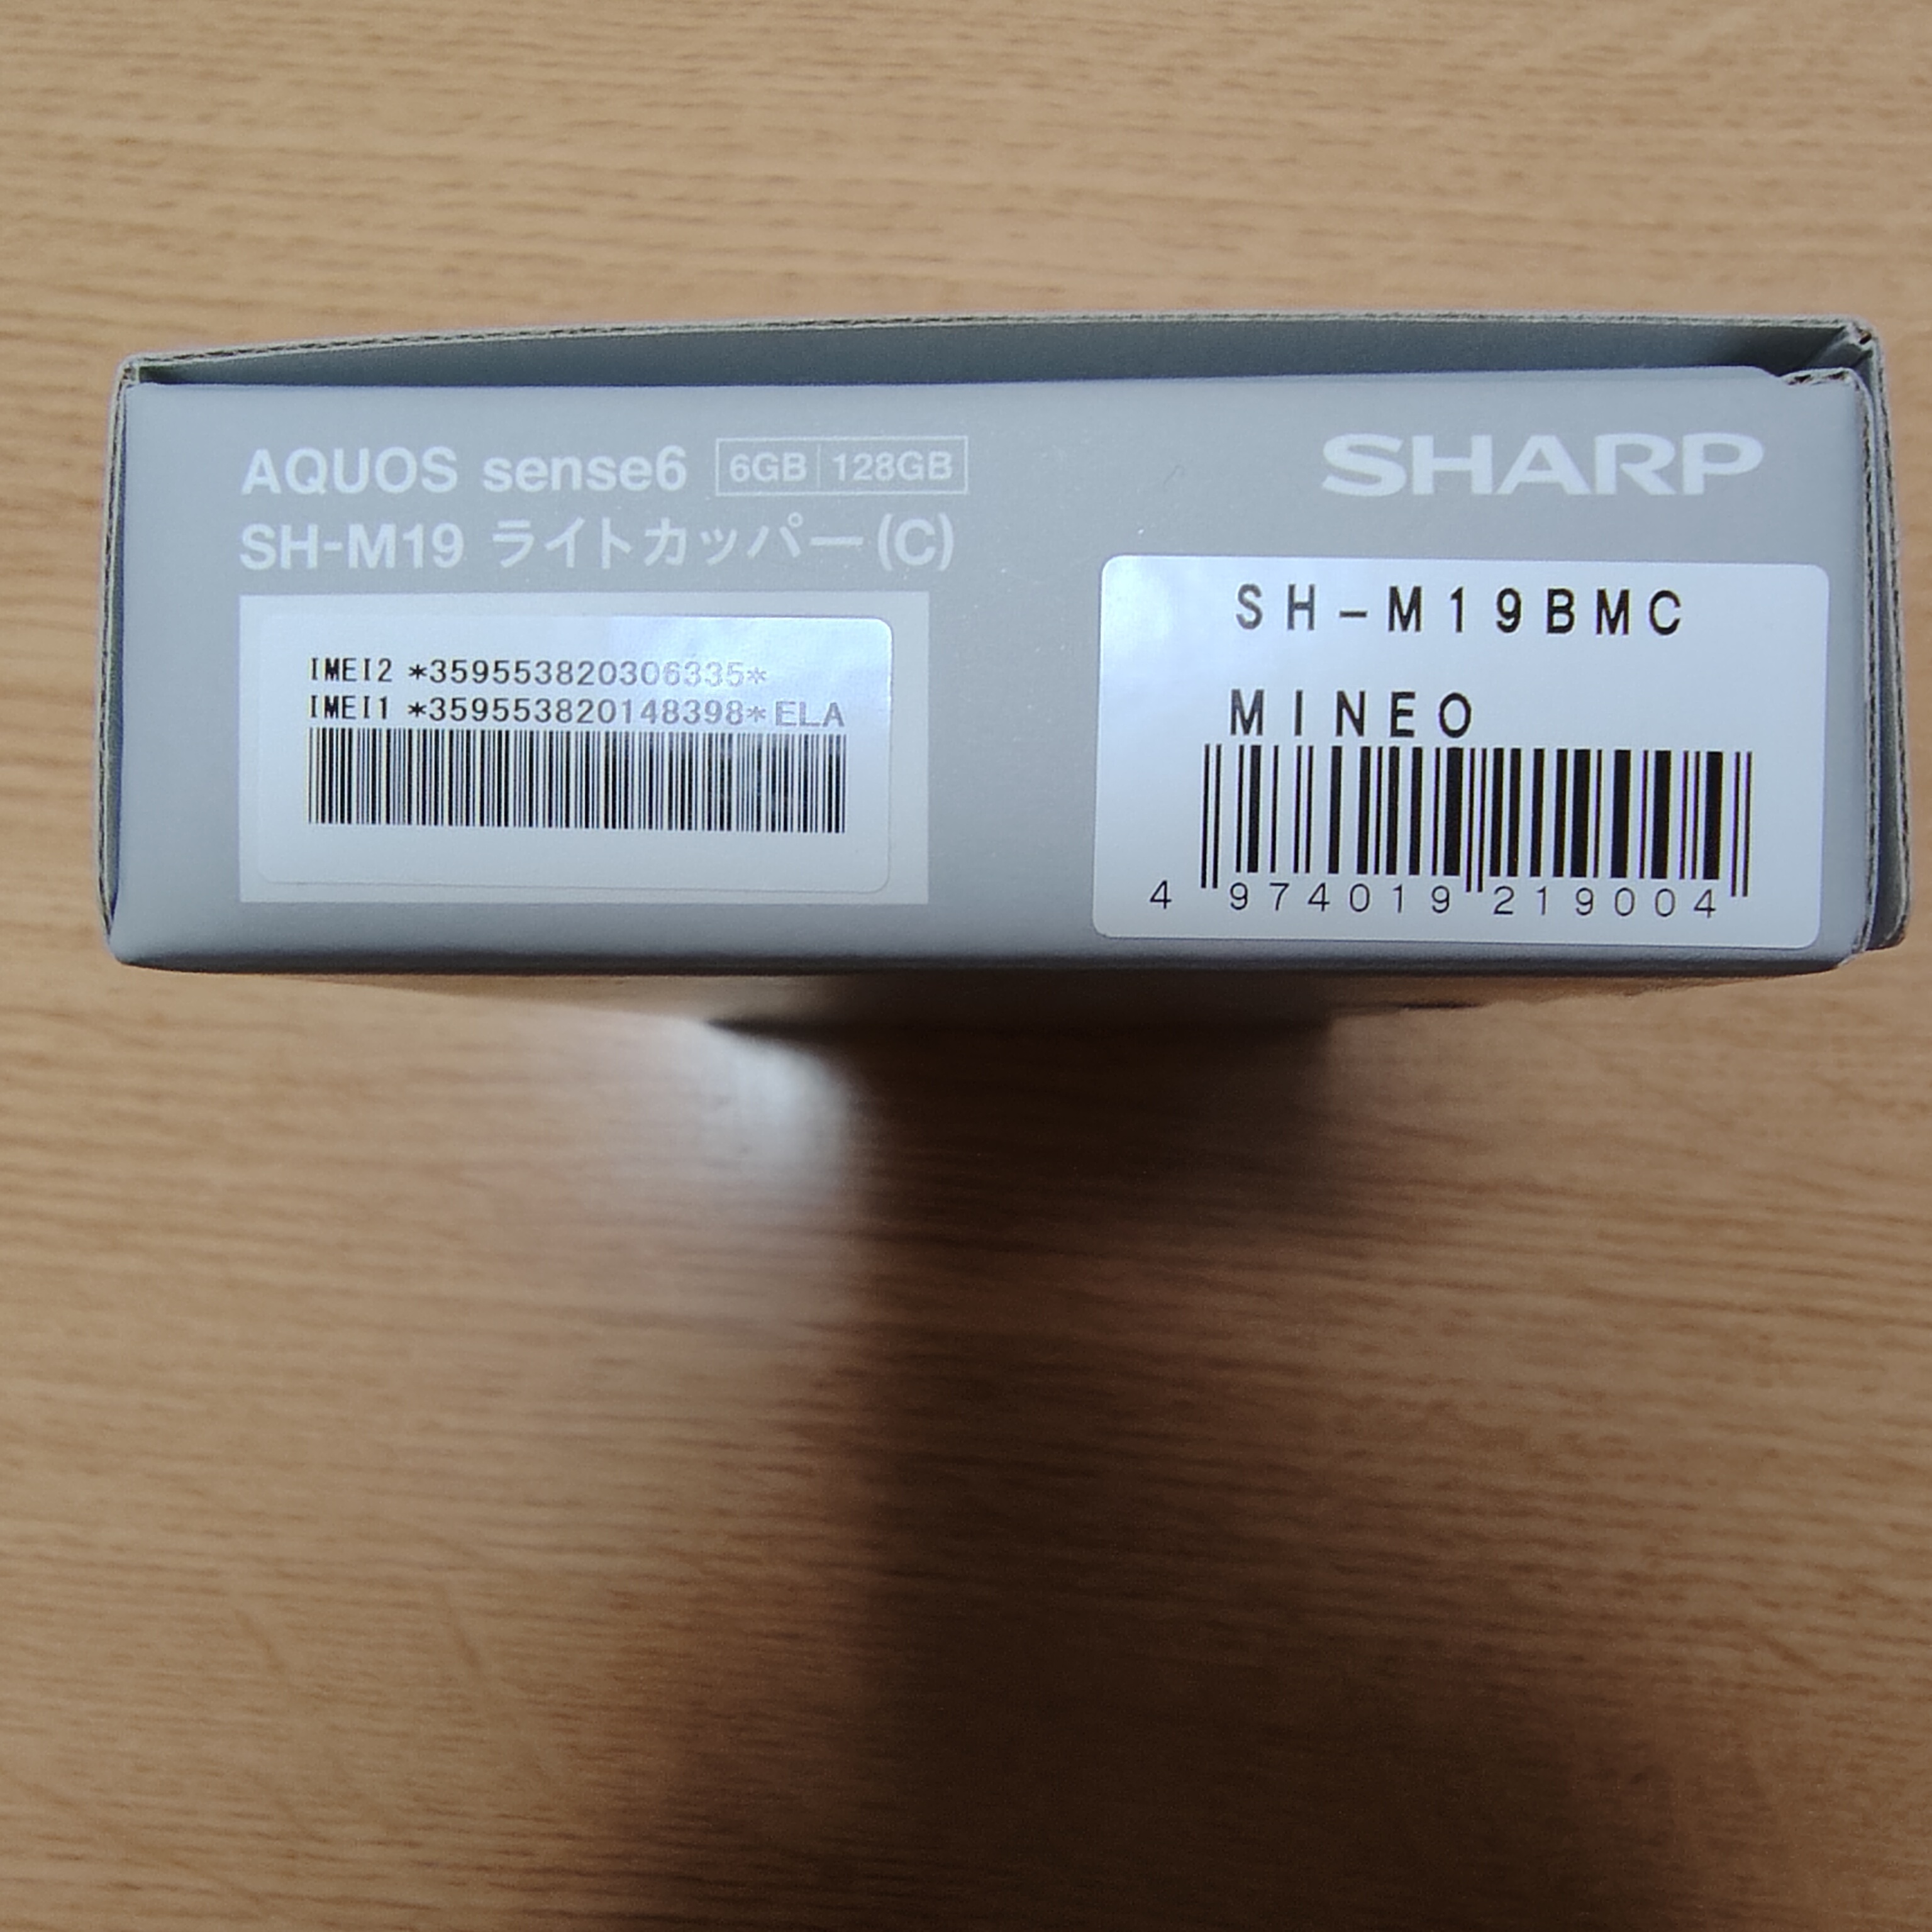 AQUOS sense6 6GB 128GB
SHARP
SH-M19 ライトカッパー(C)
IMEI2 *359553820306335*
IMEI1 *359553820148398*ELA
SH-M19BMC
MINEO
4 974019 219004